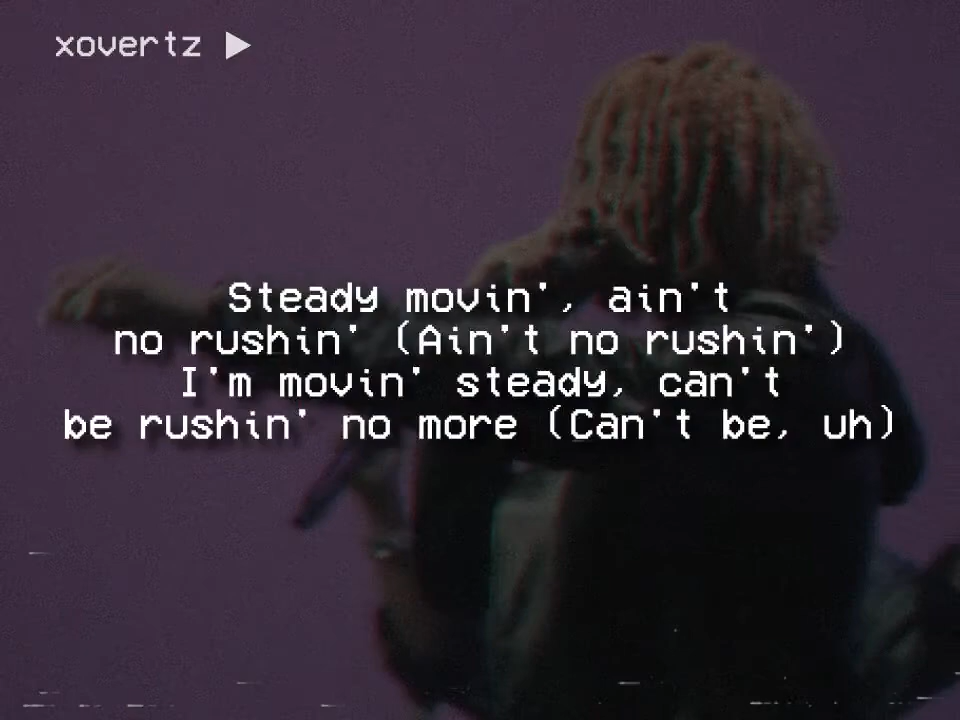 xovertz ▶
Steady movin', ain't
no rushin' (Ain't no rushin')
I'm movin' steady, can't
be rushin' no more (Can't be, uh)